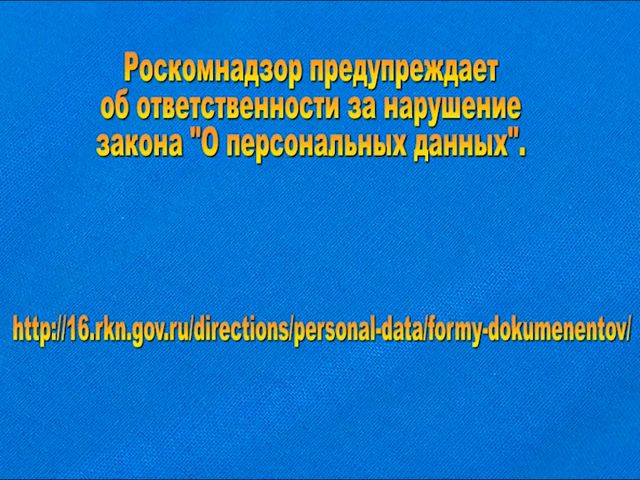 Роскомнадзор предупреждает
об ответственности за нарушение
закона "О персональных данных".
http://16.rkn.gov.ru/directions/personal-data/formy-dokumenentov/